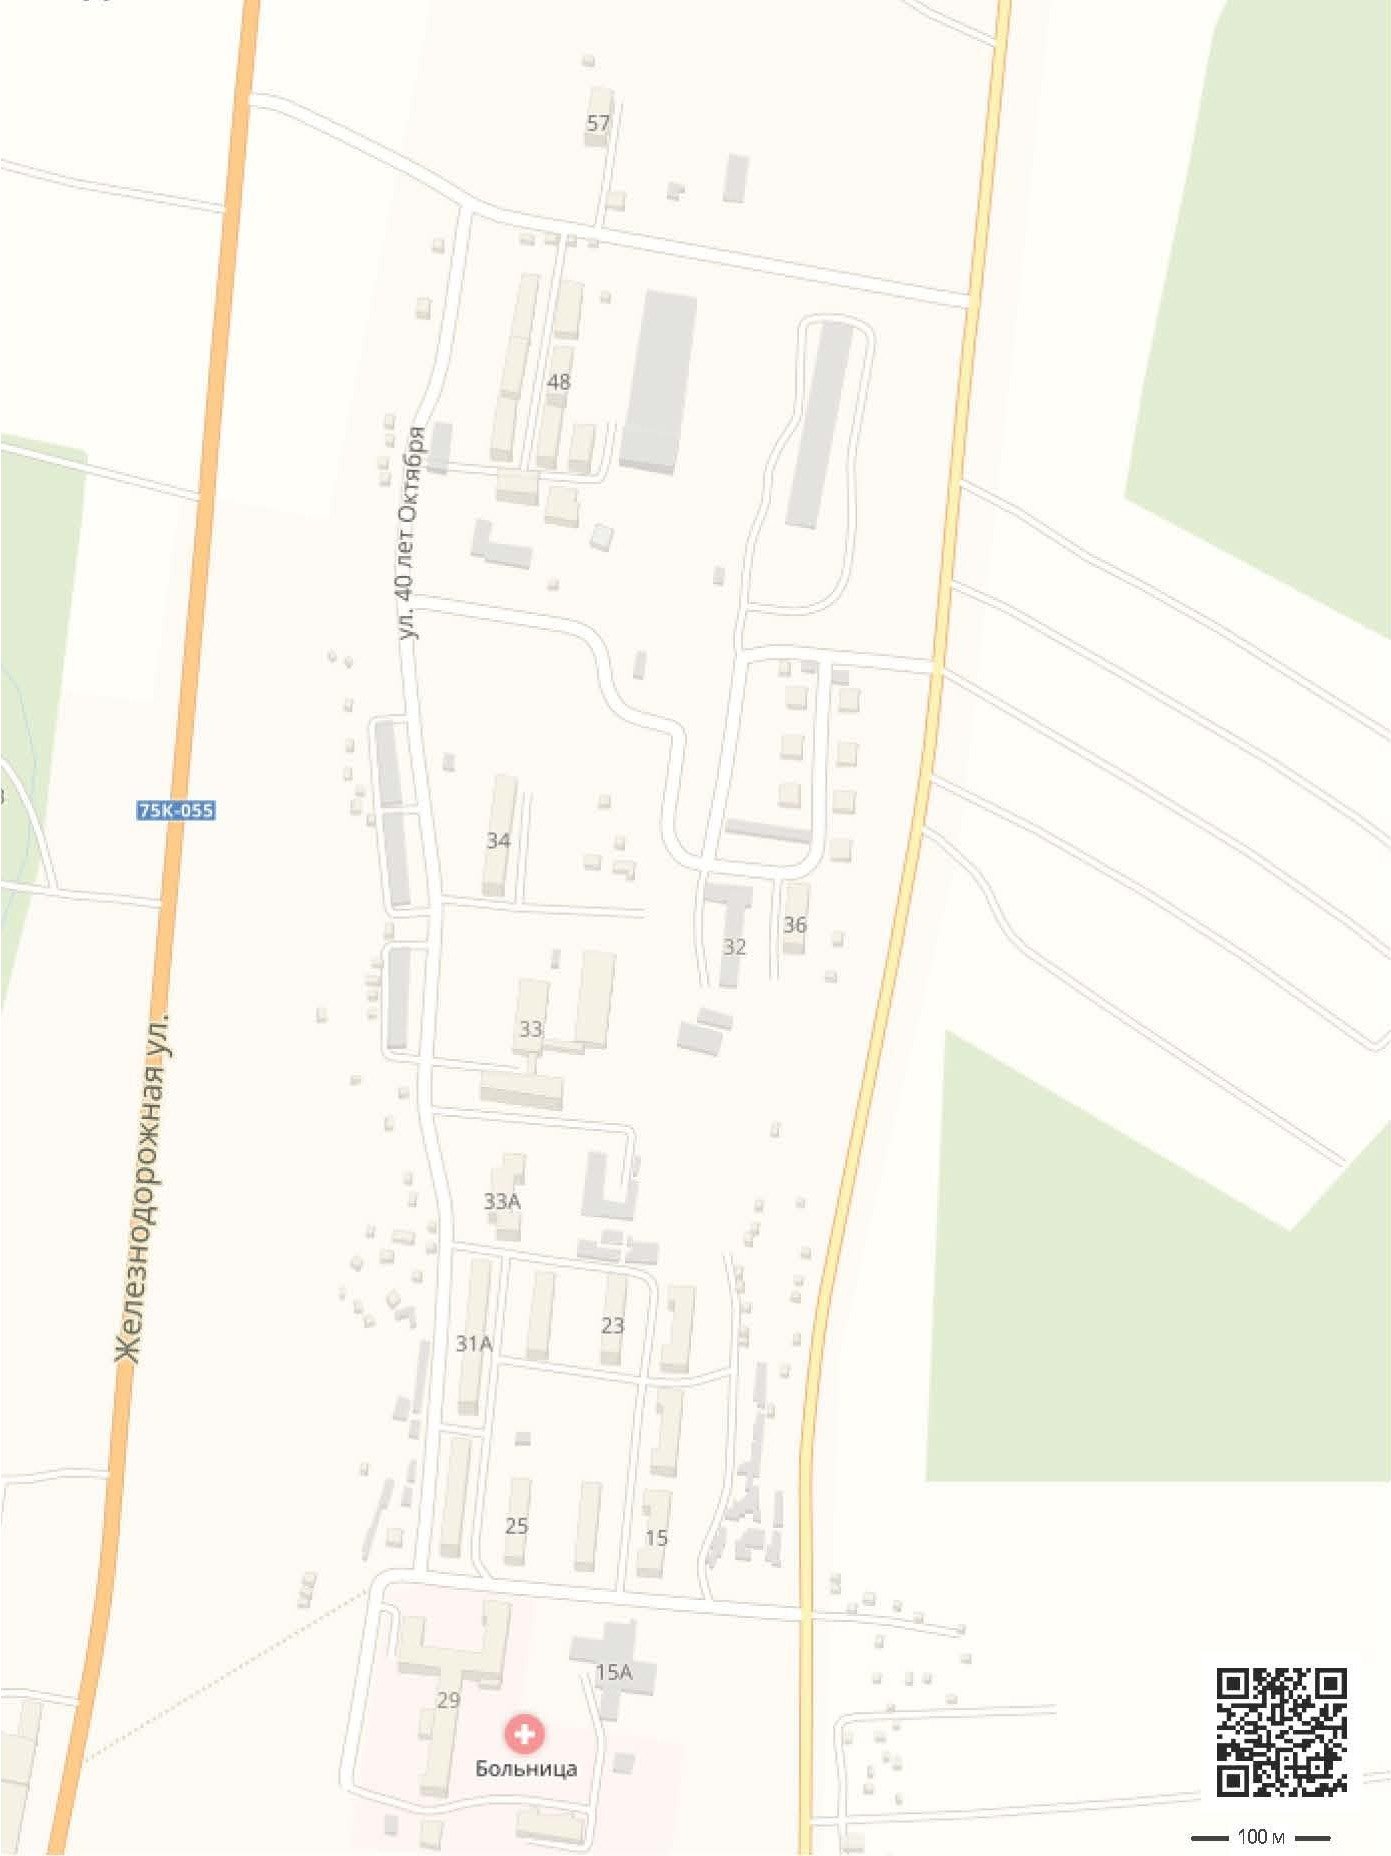 57
48
ул. 40 лет Октября
75К-055
34
36
32
33
Железнодорожная ул.
33А
23
31А
25
15
15А
29
Больница
100 м